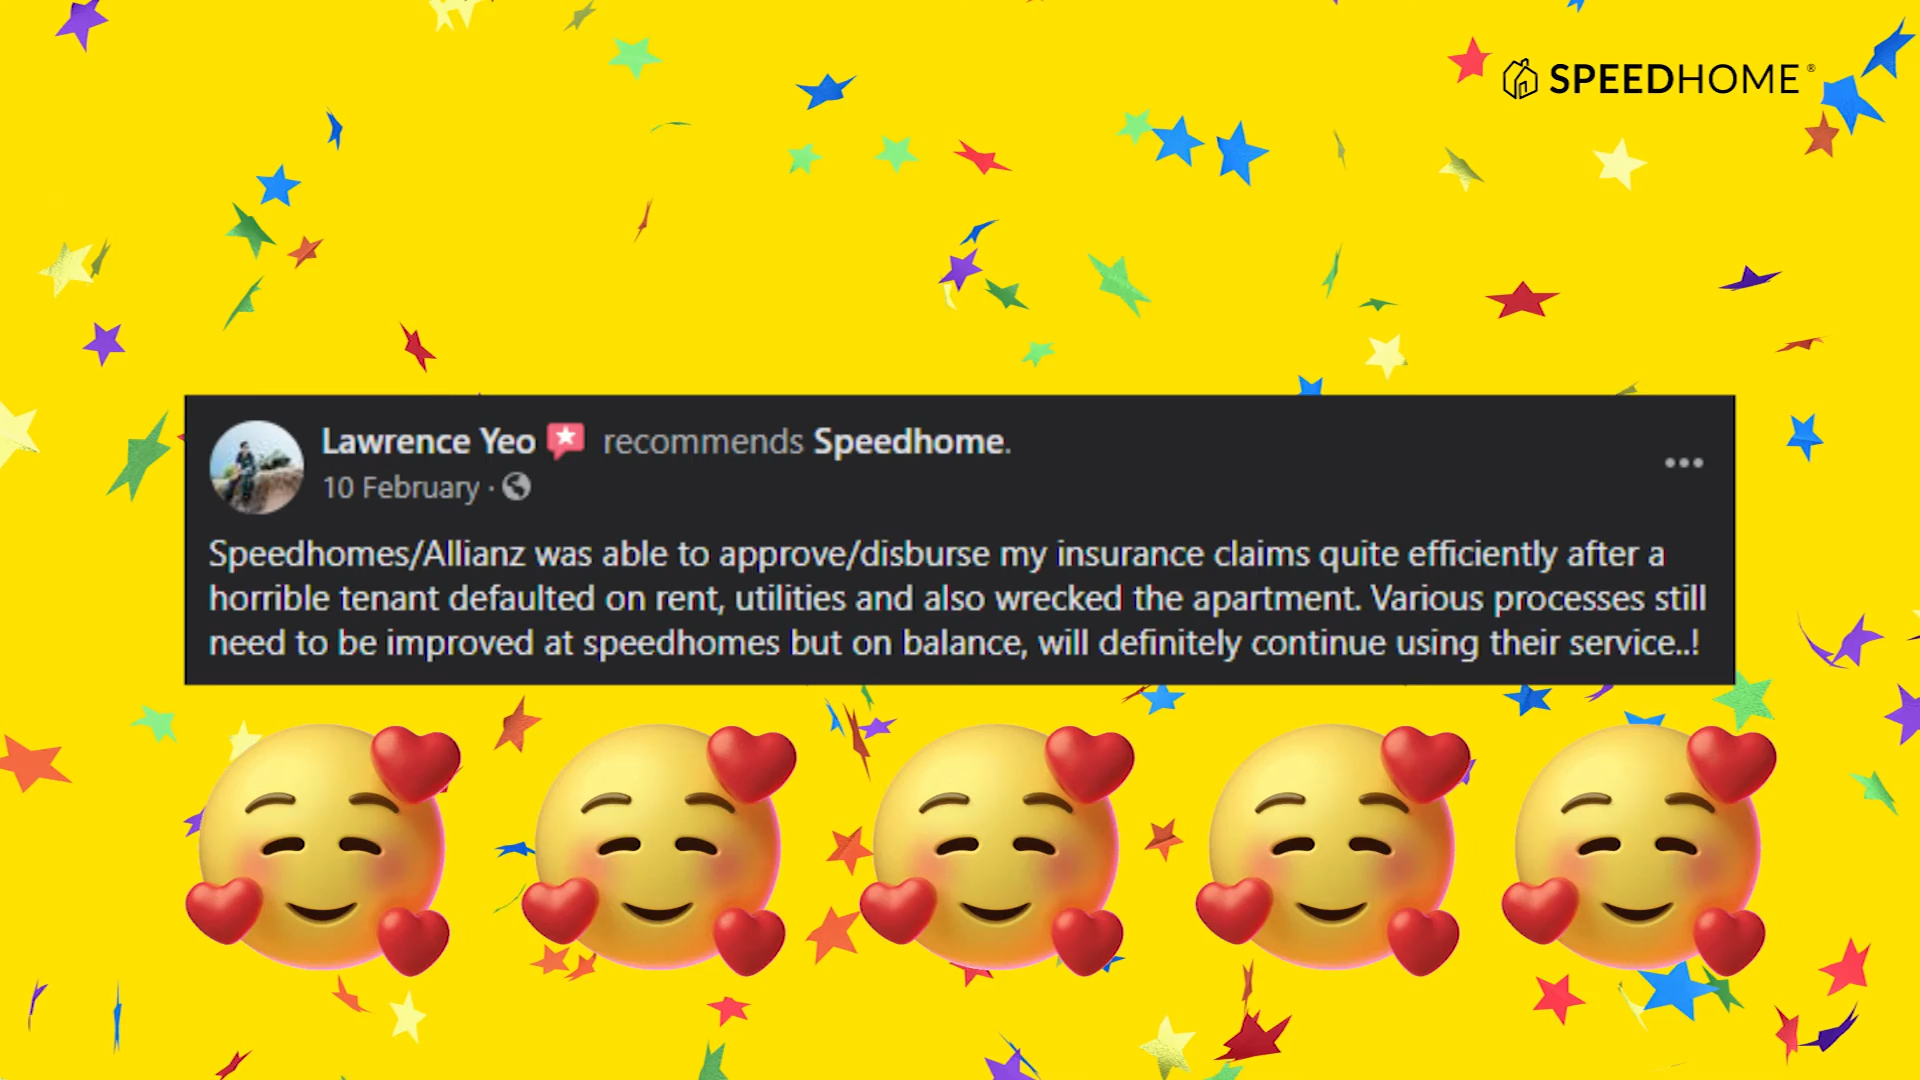 SPEEDHOME®
Lawrence Yeo recommends Speedhome.
10 February ·
Speedhomes/Allianz was able to approve/disburse my insurance claims quite efficiently after a
horrible tenant defaulted on rent, utilities and also wrecked the apartment. Various processes still
need to be improved at speedhomes but on balance, will definitely continue using their service..!